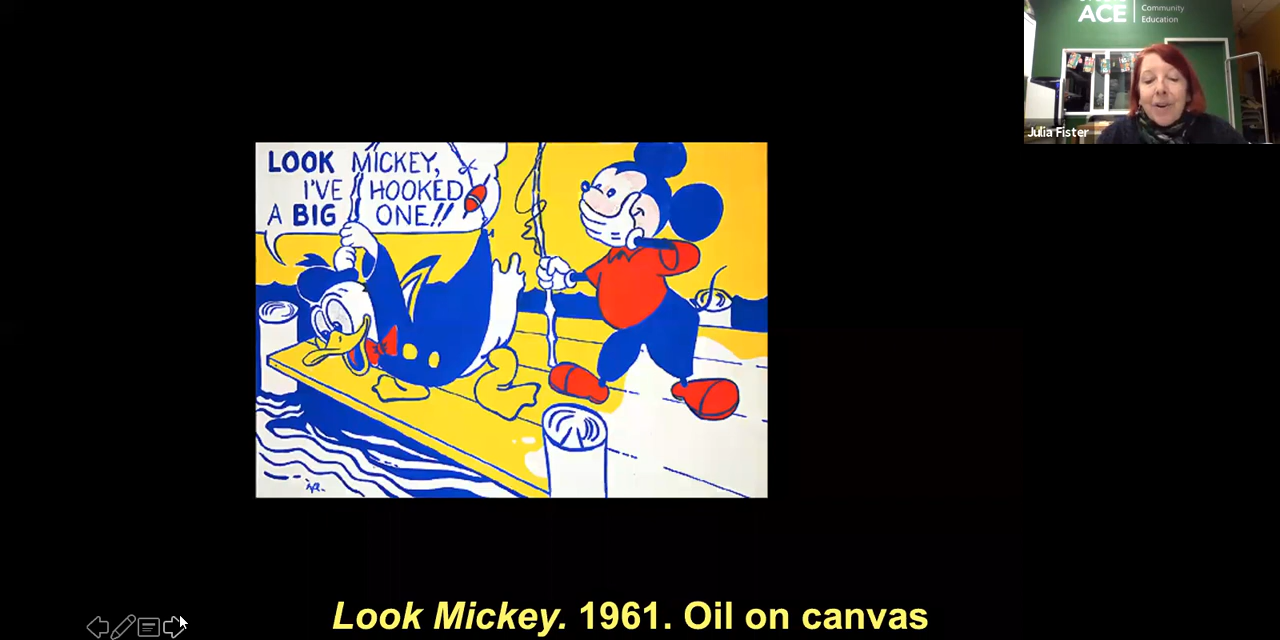 LOOK MICKEY,
I'VE HOOKED
A BIG ONE!!
ACE
Community
Education
Julia Fister
Look Mickey. 1961. Oil on canvas